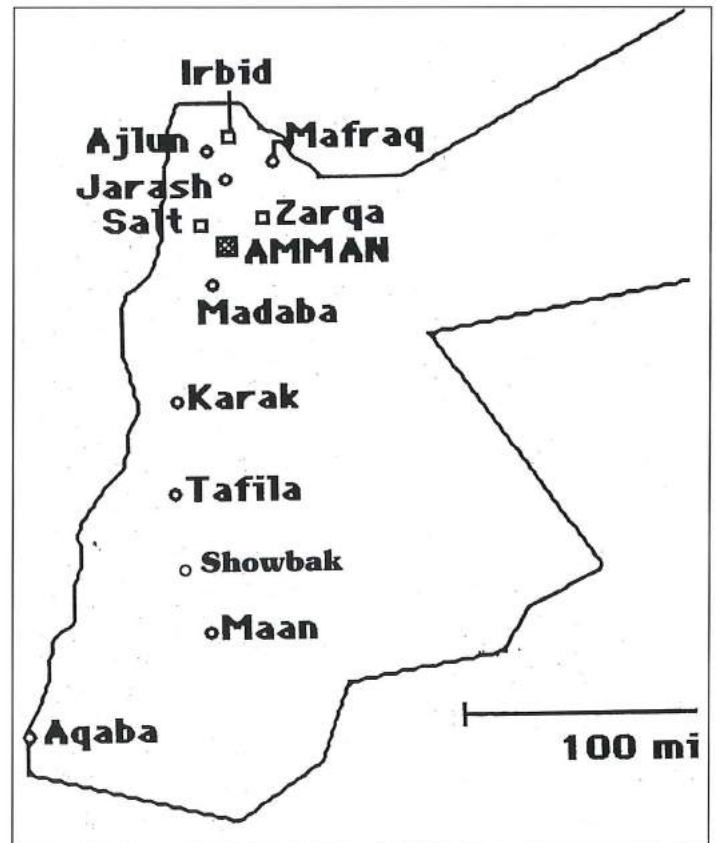 Irbid
Ajlun
Mafraq
Jarash
Salt
Zarqa
AMMAN
Madaba
Karak
Tafila
Showbak
Maan
Aqaba
100 mi